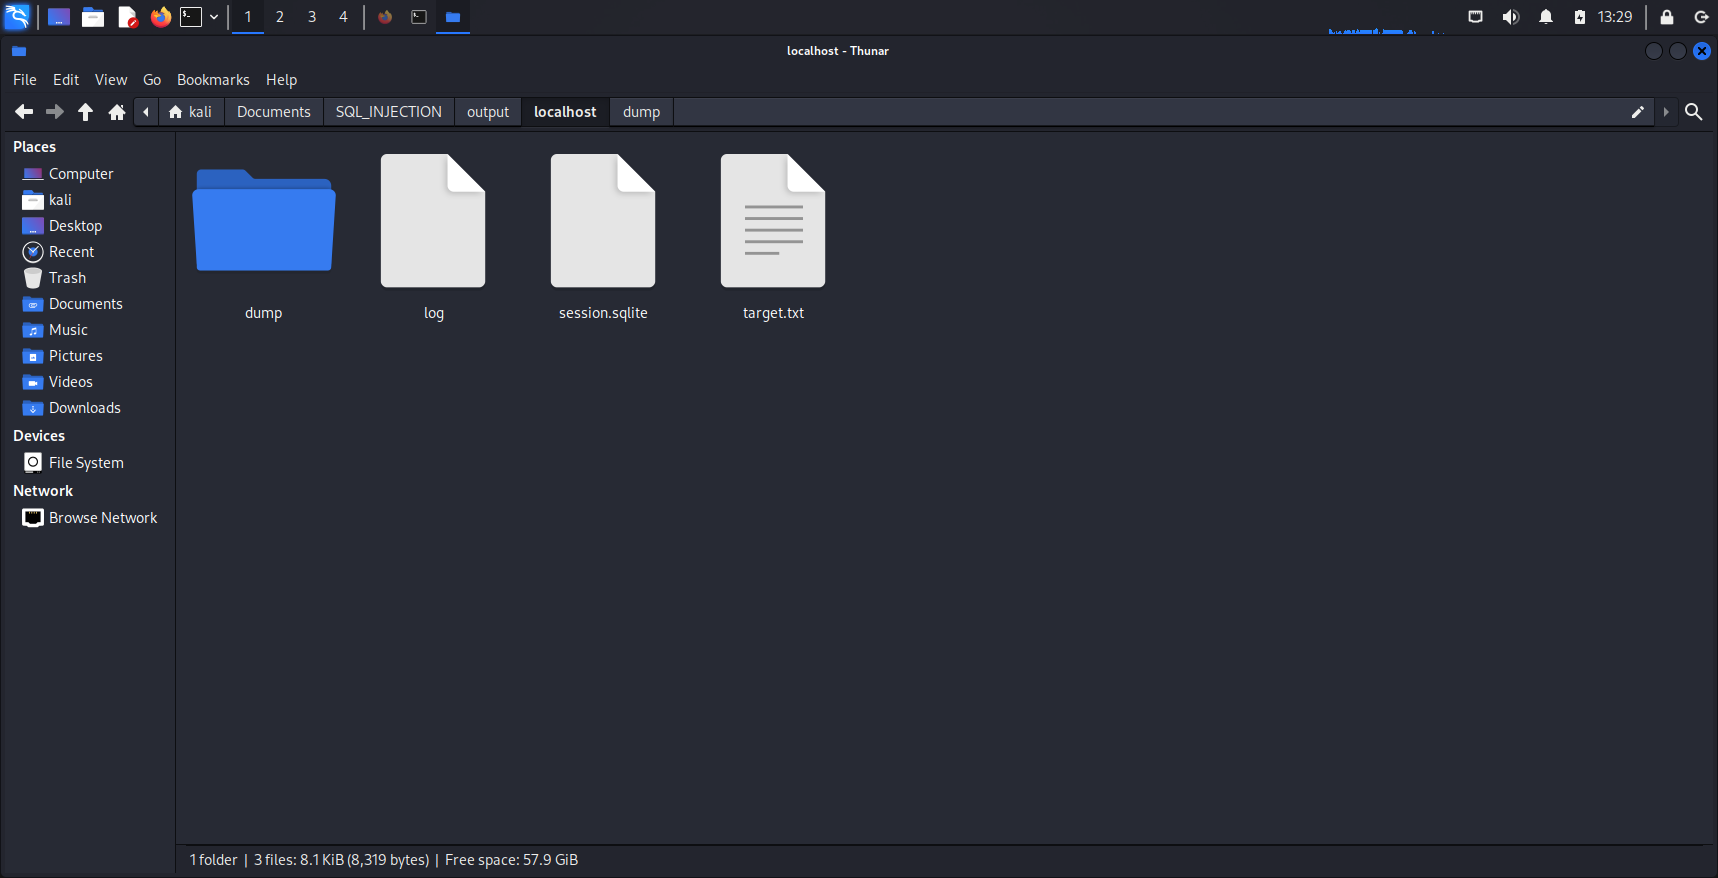 1 2 3 4 13:29
localhost - Thunar
File Edit View Go Bookmarks Help
kali Documents SQL_INJECTION output localhost dump
Places
Computer
kali
Desktop
Recent
Trash
Documents
Music
Pictures
Videos
Downloads
Devices
File System
Network
Browse Network
dump log session.sqlite target.txt
1 folder | 3 files: 8.1 KiB (8,319 bytes) | Free space: 57.9 GiB